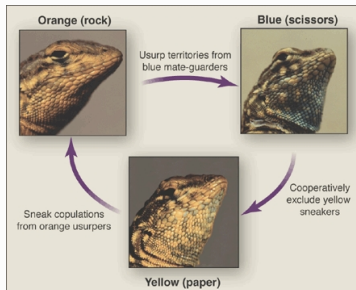 Orange (rock)
Blue (scissors)
Usurp territories from
blue mate-guarders
Cooperatively
exclude yellow
sneakers
Sneak copulations
from orange usurpers
Yellow (paper)